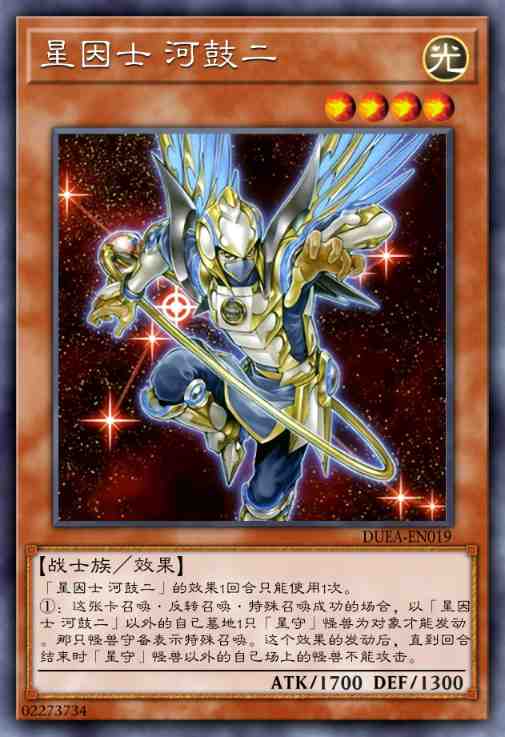 星因士 河鼓二
光
DUEA-EN019
【战士族／效果】
「星因士 河鼓二」的效果1回合只能使用1次。
①：这张卡召唤·反转召唤·特殊召唤成功的场合，以「星因
士 河鼓二」以外的自己墓地1只「星守」怪兽为对象才能发动
。那只怪兽守备表示特殊召唤。这个效果的发动后，直到回合
结束时「星守」怪兽以外的自己场上的怪兽不能攻击。
ATK/1700 DEF/1300
02273734